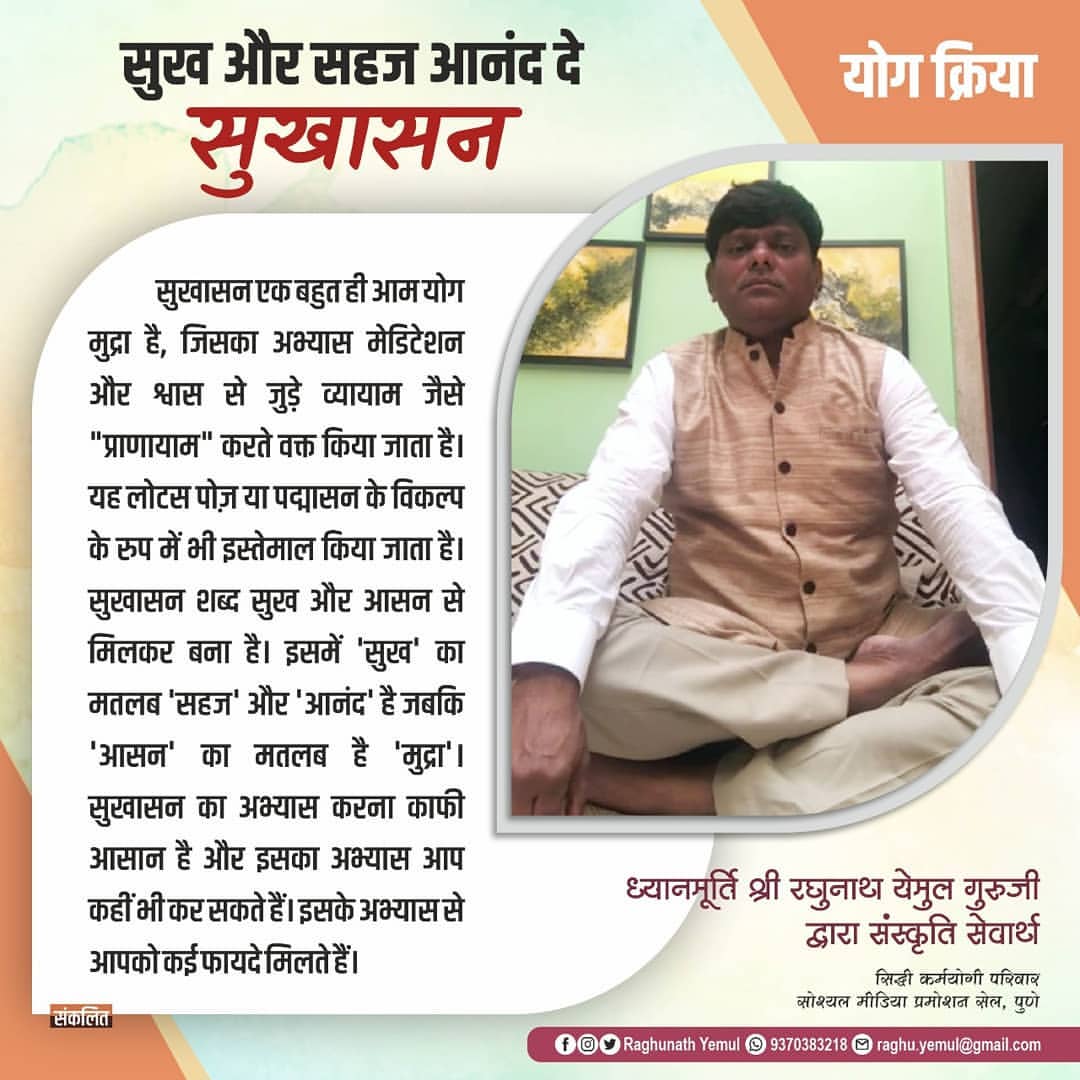 सुख और सहज आनंद दे
सुखासन
योग क्रिया
सुखासन एक बहुत ही आम योग
मुद्रा है, जिसका अभ्यास मेडिटेशन
और श्वास से जुड़े व्यायाम जैसे
"प्राणायाम" करते वक्त किया जाता है।
यह लोटस पोज़ या पद्मासन के विकल्प
के रुप में भी इस्तेमाल किया जाता है।
सुखासन शब्द सुख और आसन से
मिलकर बना है। इसमें 'सुख' का
मतलब 'सहज' और 'आनंद' है जबकि
'आसन' का मतलब है 'मुद्रा'।
सुखासन का अभ्यास करना काफी
आसान है और इसका अभ्यास आप
कहीं भी कर सकते हैं। इसके अभ्यास से
आपको कई फायदे मिलते हैं।
संकलित
ध्यानमूर्ति श्री रघुनाथ येमुल गुरुजी
द्वारा संस्कृति सेवार्थ
सिद्धी कर्मयोगी परिवार
सोश्यल मीडिया प्रमोशन सेल, पुणे
Raghunath Yemul 9370383218 raghu.yemul@gmail.com